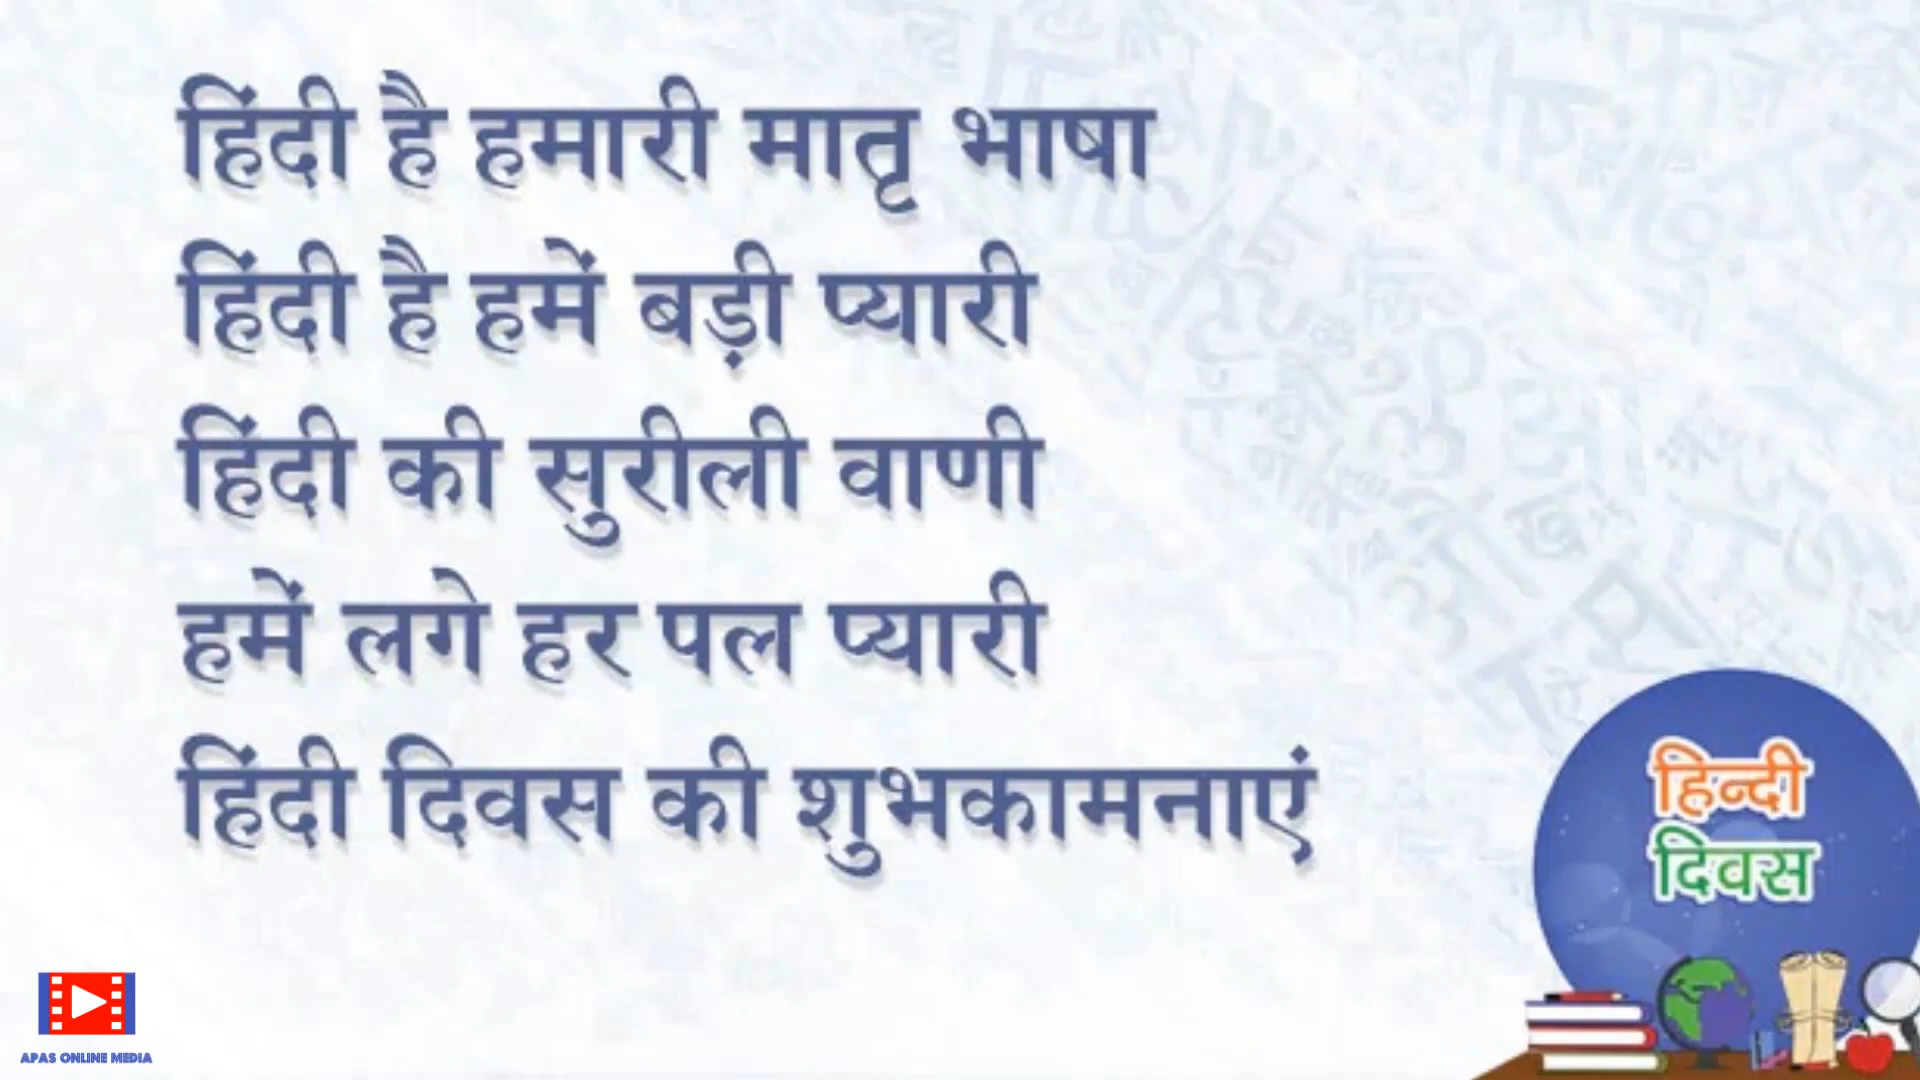 हिंदी है हमारी मातृ भाषा
हिंदी है हमें बड़ी प्यारी
हिंदी की सुरीली वाणी
हमें लगे हर पल प्यारी
हिंदी दिवस की शुभकामनाएं
हिन्दी
दिवस
APAS ONLINE MEDIA